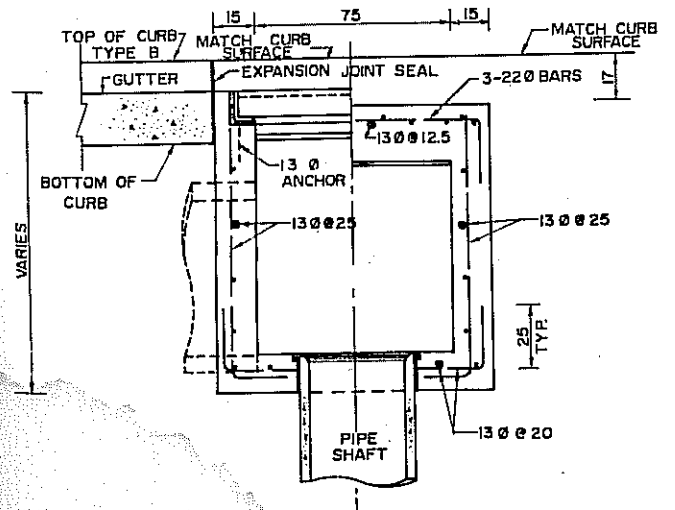 15
75
15
TOP OF CURB
TYPE B
MATCH CURB
SURFACE
MATCH CURB
SURFACE
GUTTER
EXPANSION JOINT SEAL
3-22Ø BARS
17
13Ø@12.5
13 Ø
ANCHOR
BOTTOM OF
CURB
VARIES
13Ø@25
13Ø@25
25
TYP.
13Ø@20
PIPE
SHAFT